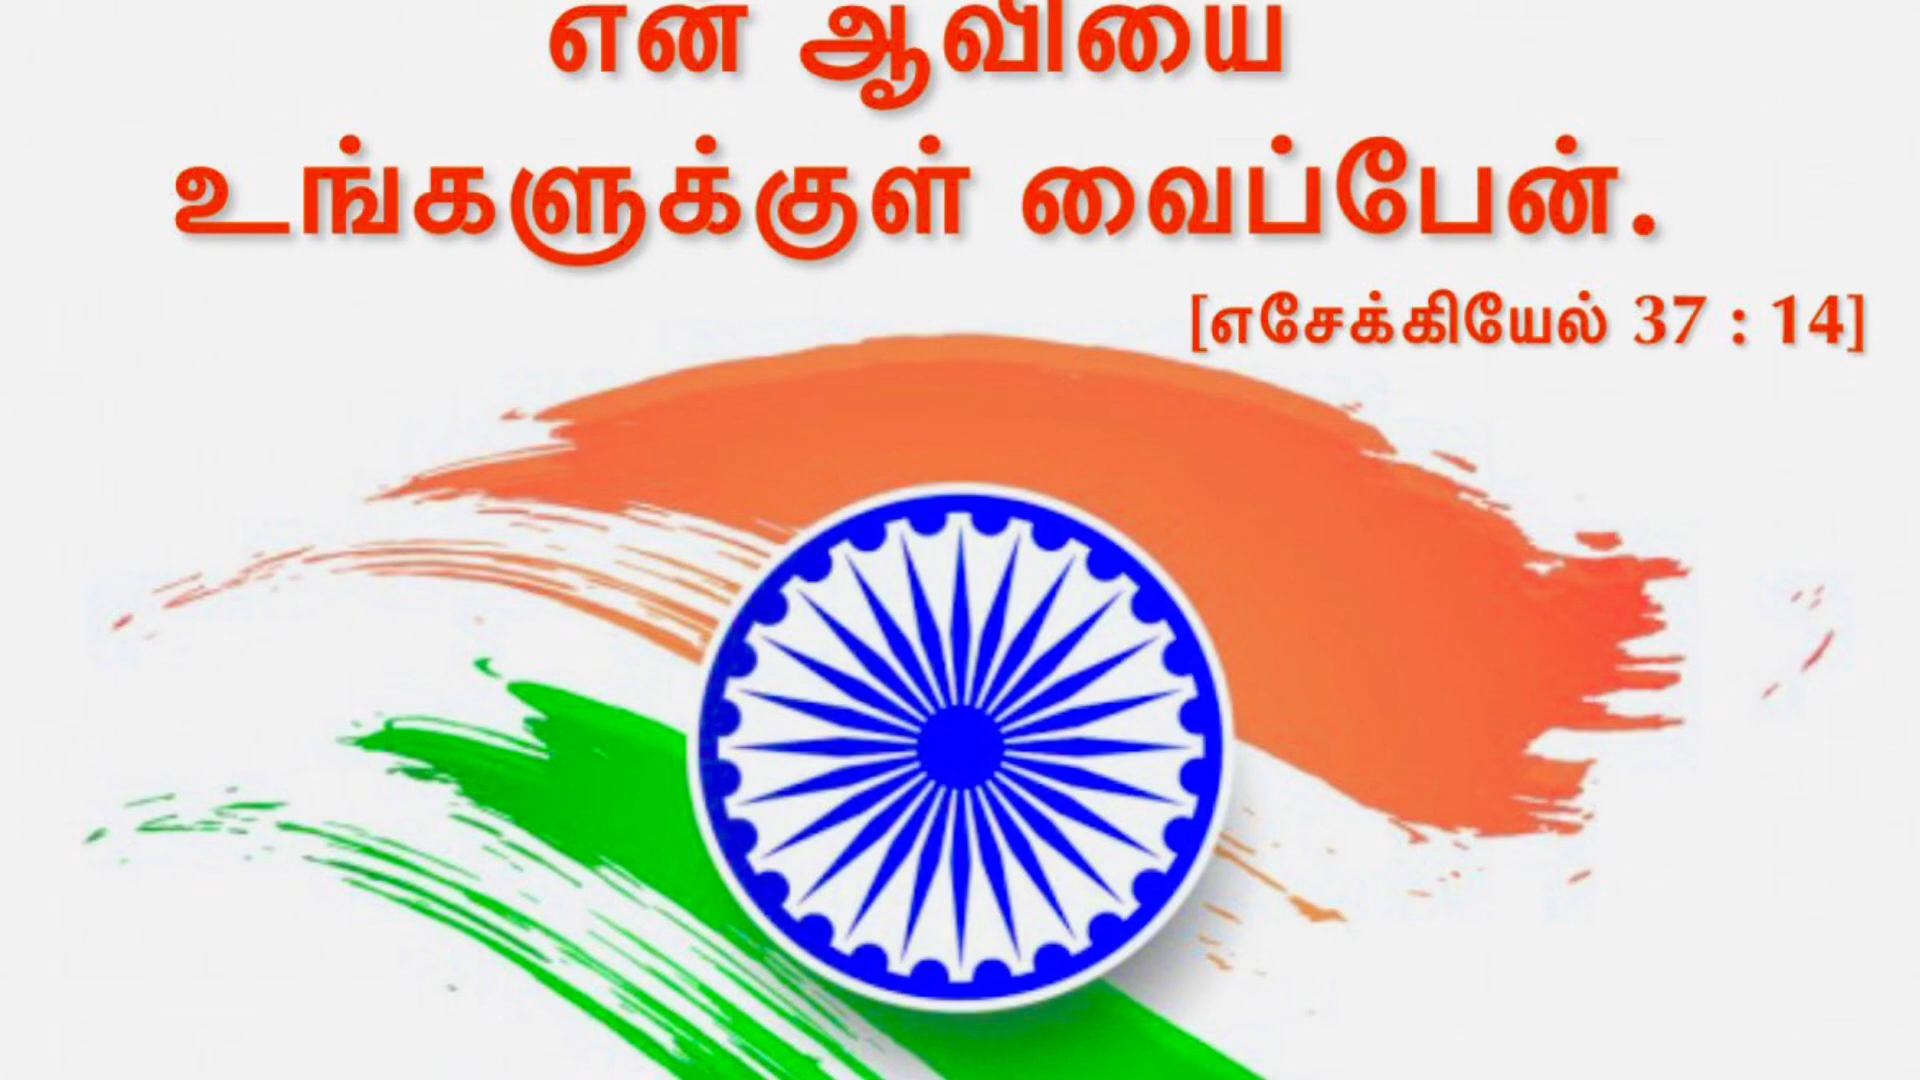 என் ஆவியை
உங்களுக்குள் வைப்பேன்.
[எசேக்கியேல் 37 : 14]